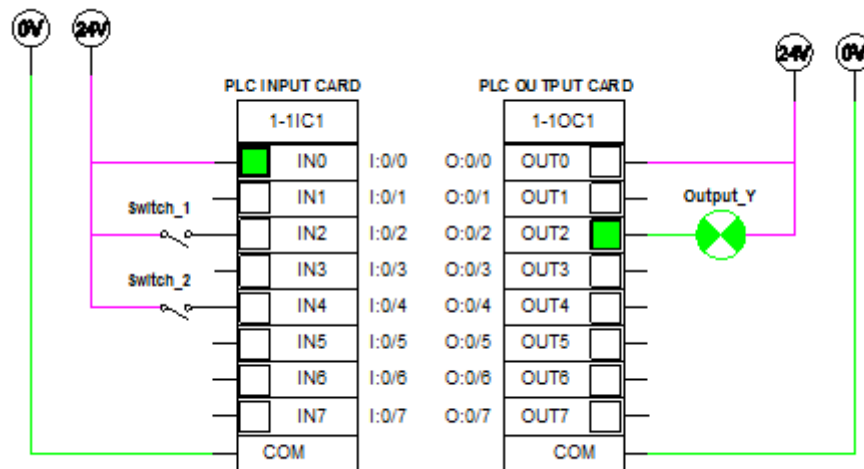 0V 24V 24V 0V
PLC INPUT CARD PLC OUTPUT CARD
1-1IC1 1-1OC1
IN0 I:0/0 O:0/0 OUT0
IN1 I:0/1 O:0/1 OUT1
Switch_1 Output_Y
IN2 I:0/2 O:0/2 OUT2
IN3 I:0/3 O:0/3 OUT3
Switch_2
IN4 I:0/4 O:0/4 OUT4
IN5 I:0/5 O:0/5 OUT5
IN6 I:0/6 O:0/6 OUT6
IN7 I:0/7 O:0/7 OUT7
COM COM